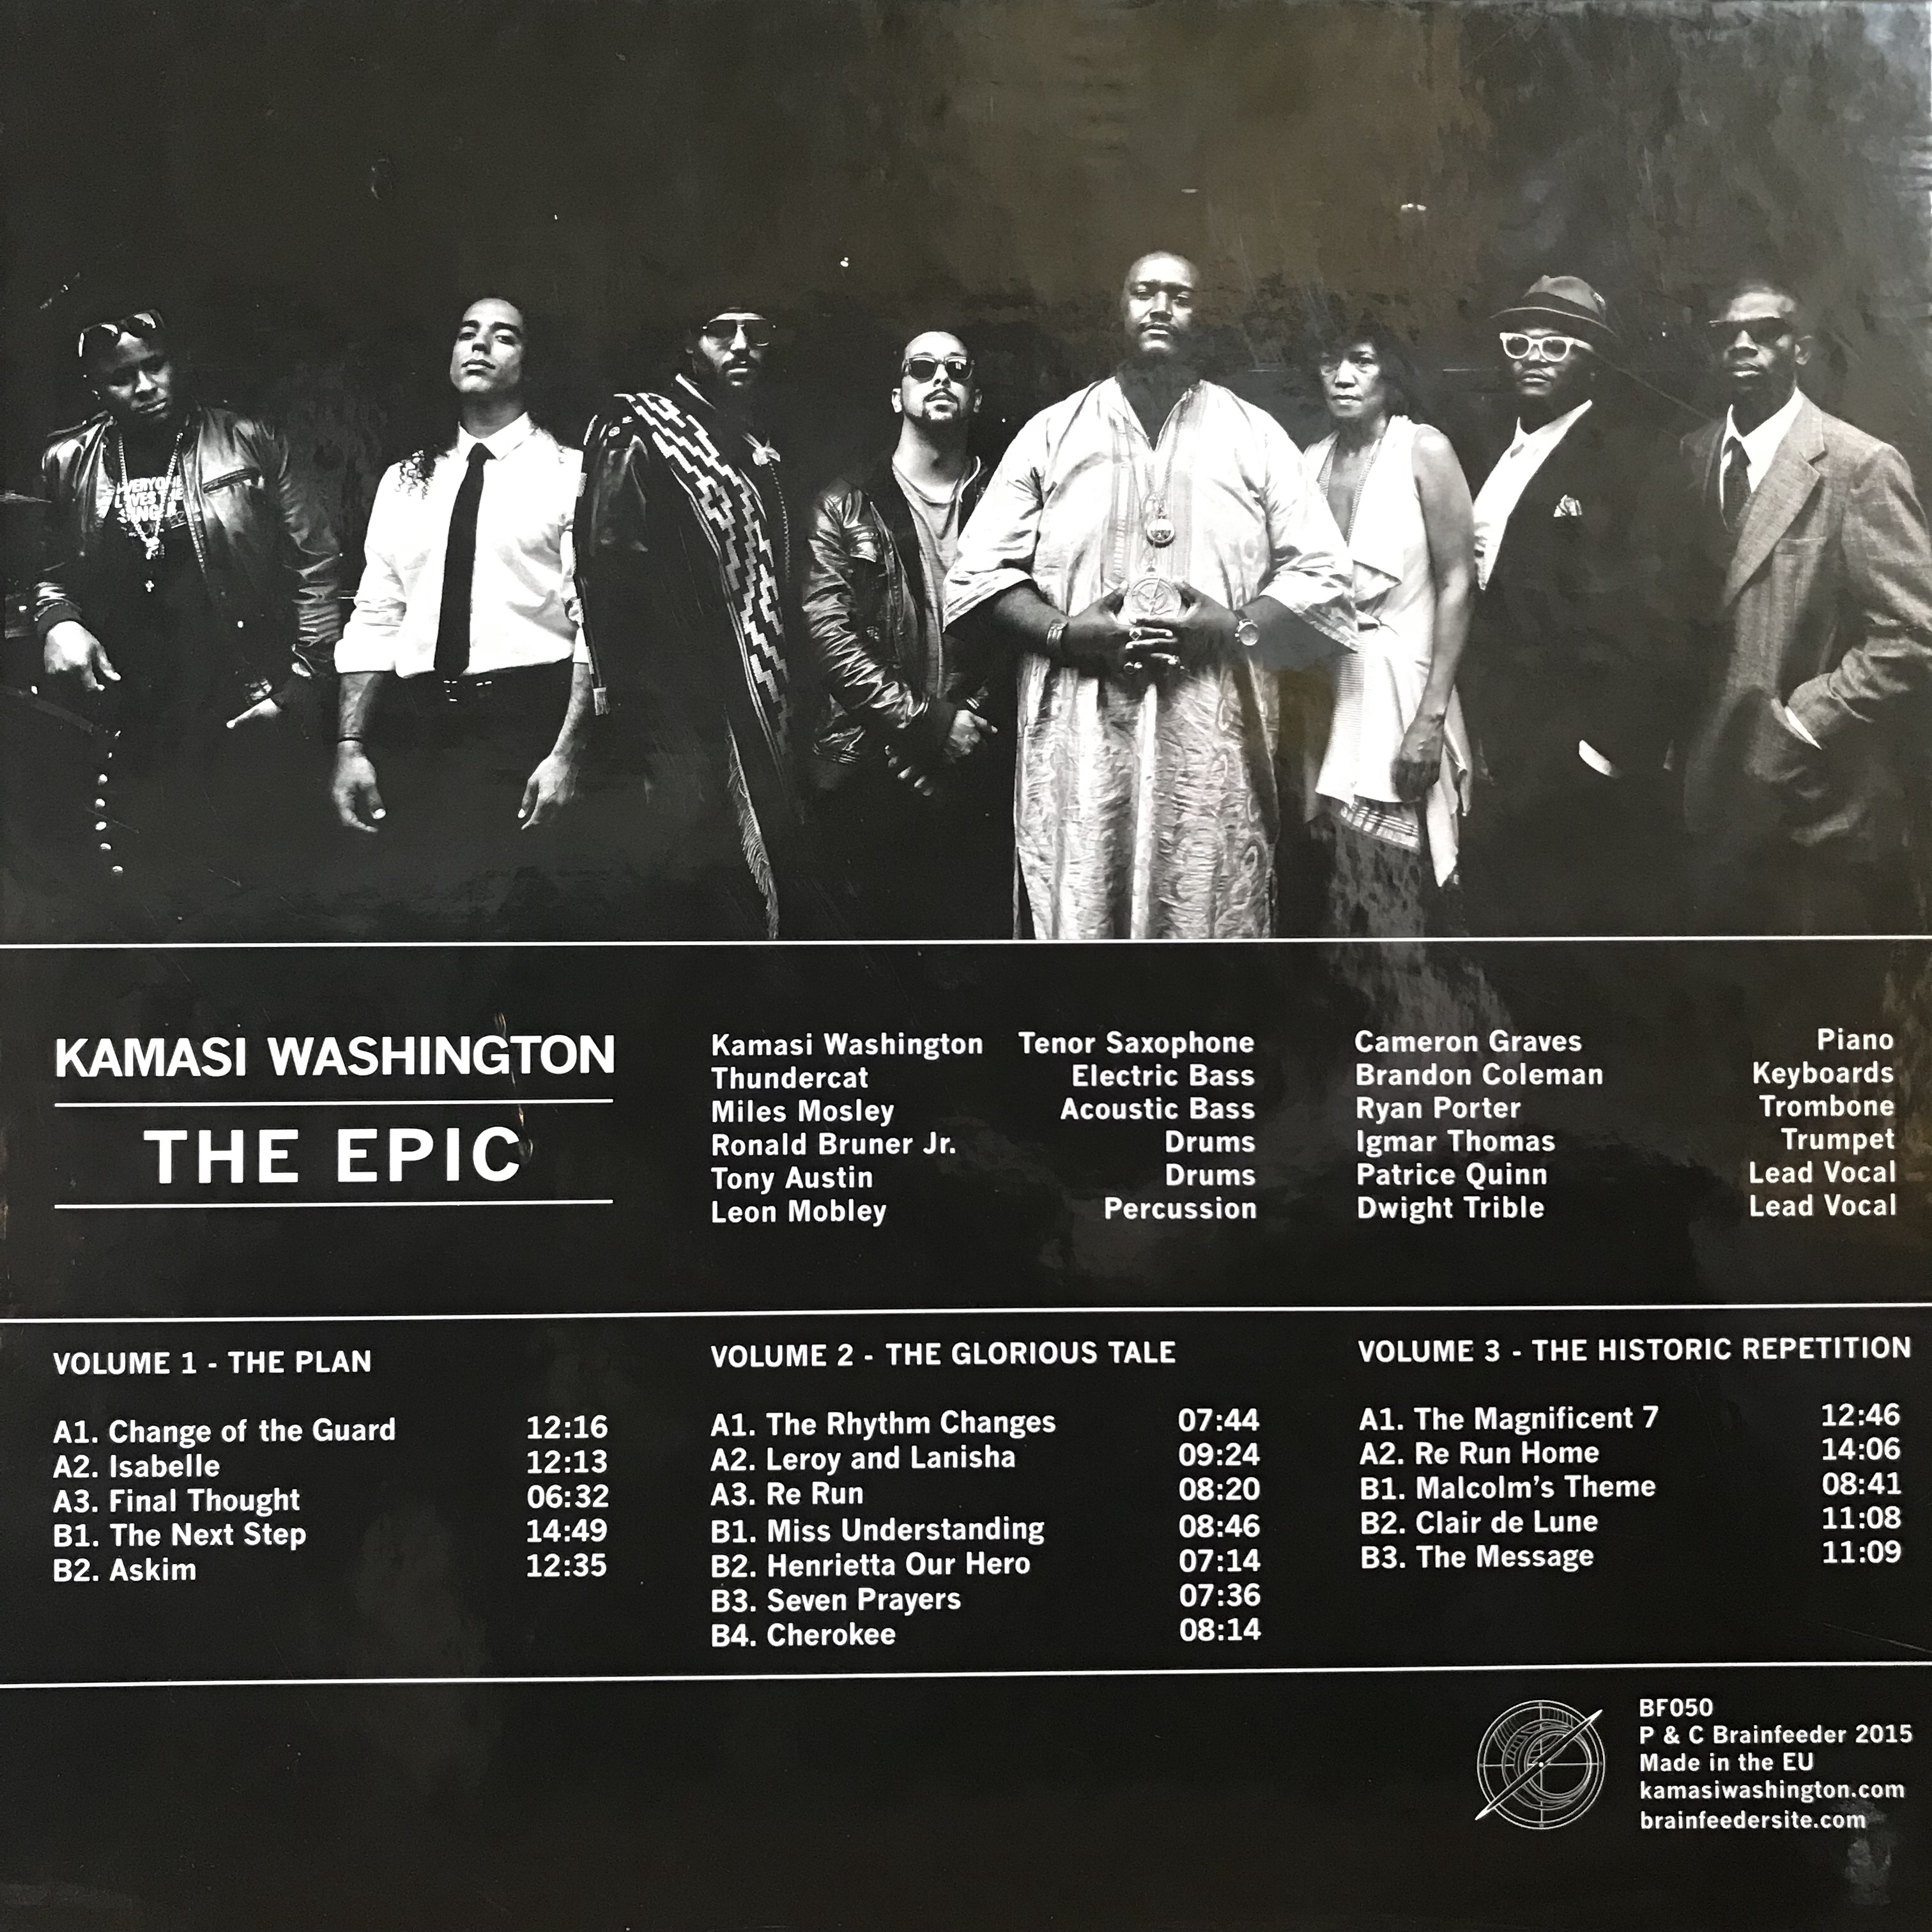 EVERYONE
LOVES THE
SINGER
KAMASI WASHINGTON
THE EPIC
Kamasi Washington Tenor Saxophone
Thundercat Electric Bass
Miles Mosley Acoustic Bass
Ronald Bruner Jr. Drums
Tony Austin Drums
Leon Mobley Percussion
Cameron Graves Piano
Brandon Coleman Keyboards
Ryan Porter Trombone
Igmar Thomas Trumpet
Patrice Quinn Lead Vocal
Dwight Trible Lead Vocal
VOLUME 1 - THE PLAN
A1. Change of the Guard 12:16
A2. Isabelle 12:13
A3. Final Thought 06:32
B1. The Next Step 14:49
B2. Askim 12:35
VOLUME 2 - THE GLORIOUS TALE
A1. The Rhythm Changes 07:44
A2. Leroy and Lanisha 09:24
A3. Re Run 08:20
B1. Miss Understanding 08:46
B2. Henrietta Our Hero 07:14
B3. Seven Prayers 07:36
B4. Cherokee 08:14
VOLUME 3 - THE HISTORIC REPETITION
A1. The Magnificent 7 12:46
A2. Re Run Home 14:06
B1. Malcolm's Theme 08:41
B2. Clair de Lune 11:08
B3. The Message 11:09
BF050
P & C Brainfeeder 2015
Made in the EU
kamasiwashington.com
brainfeedersite.com